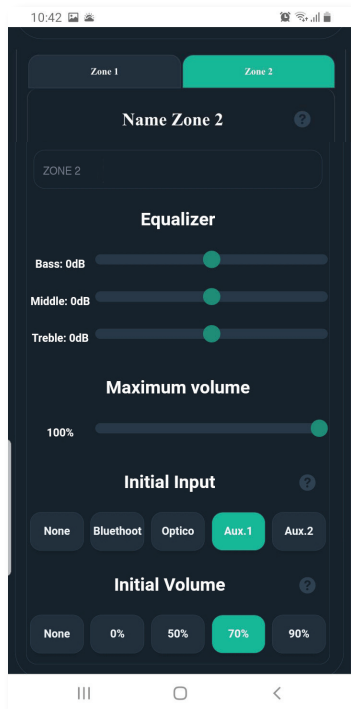 10:42
Zone 1 Zone 2
Name Zone 2 ?
ZONE 2
Equalizer
Bass: 0dB
Middle: 0dB
Treble: 0dB
Maximum volume
100%
Initial Input ?
None Bluethoot Optico Aux.1 Aux.2
Initial Volume ?
None 0% 50% 70% 90%